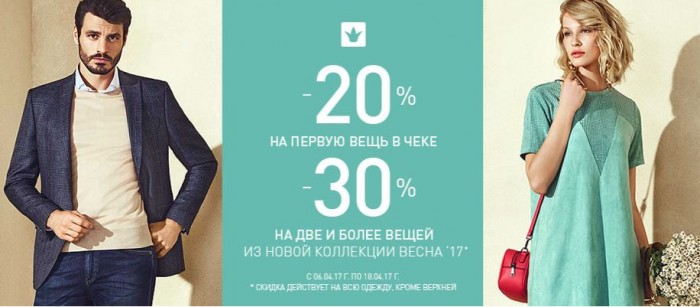 -20%
НА ПЕРВУЮ ВЕЩЬ В ЧЕКЕ
-30%
НА ДВЕ И БОЛЕЕ ВЕЩЕЙ
ИЗ НОВОЙ КОЛЛЕКЦИИ ВЕСНА '17*
С 06.04.17 Г. ПО 18.04.17 Г.
* СКИДКА ДЕЙСТВУЕТ НА ВСЮ ОДЕЖДУ, КРОМЕ ВЕРХНЕЙ.